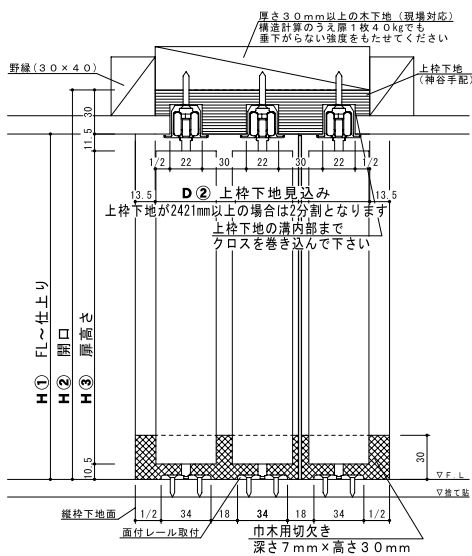 厚さ30mm以上の木下地（現場対応）
構造計算のうえ扉1枚40kgでも
垂下がらない強度をもたせてください
野縁(30×40)
上枠下地
(神谷手配)
30
11.5
1/2 22 30 22 30 22 1/2
13.5 D② 上枠下地見込み 13.5
上枠下地が2421mm以上の場合は2分割となります
上枠下地の溝内部まで
クロスを巻き込んで下さい
H① FL～仕上り
H② 開口
H③ 扉高さ
10.5
30
▽F.L
▽捨て貼
縦枠下地面
1/2 34 18 34 18 34 1/2
面付レール取付
巾木用切欠き
深さ7mm×高さ30mm